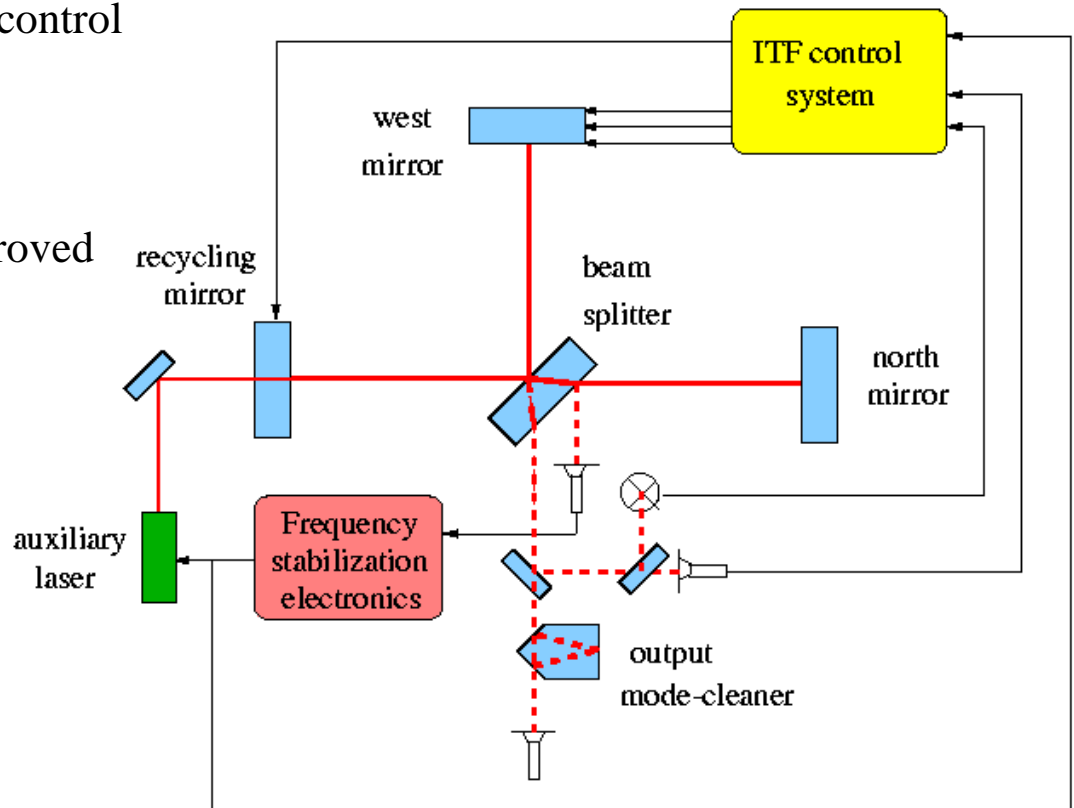 control
roved
ITF control
system
west
mirror
recycling
mirror
beam
splitter
north
mirror
auxiliary
laser
Frequency
stabilization
electronics
output
mode-cleaner